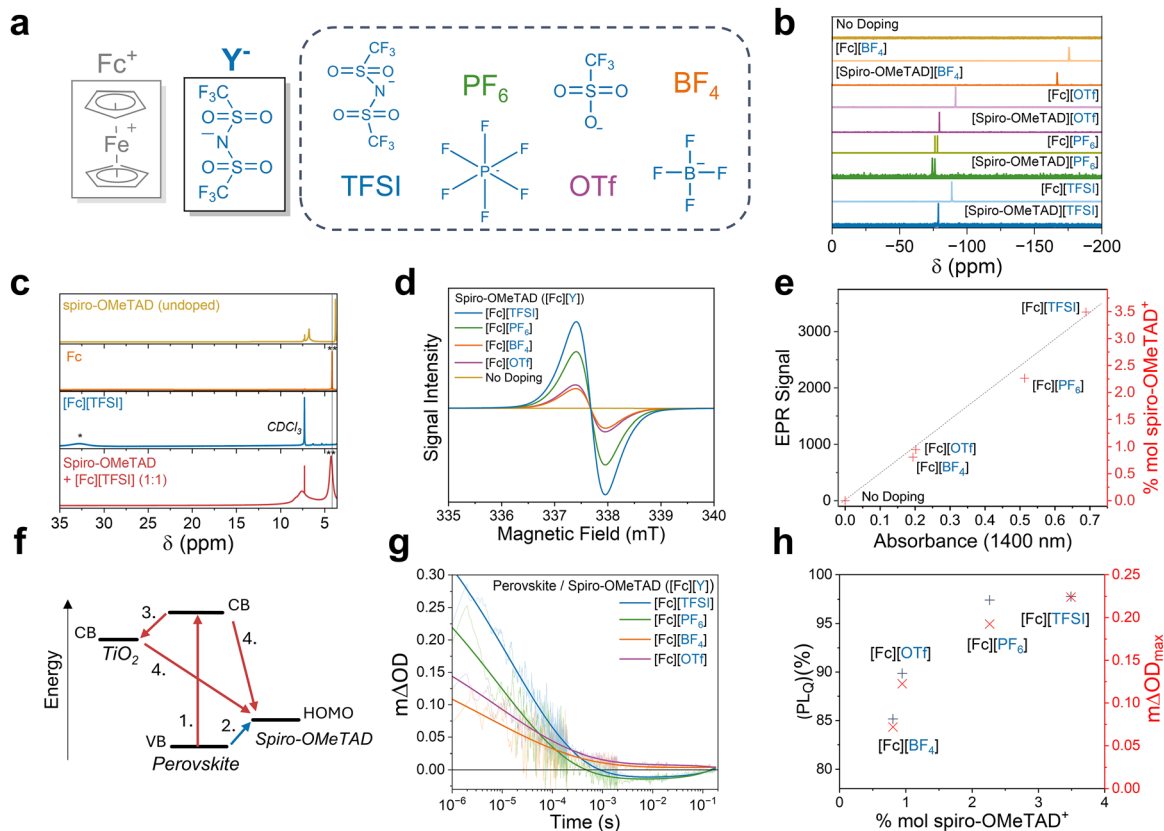 a
Fc⁺
Fe
+
Y⁻
F₃C
O
S
O
N
O
S
O
F₃C
CF₃
O
S
O
N
O
S
O
CF₃
TFSI
PF₆
F
F
F
P
F
F
F
CF₃
O
S
O
O
OTf
BF₄
F
F
B
F
F
b
No Doping
[Fc][BF₄]
[Spiro-OMeTAD][BF₄]
[Fc][OTf]
[Spiro-OMeTAD][OTf]
[Fc][PF₆]
[Spiro-OMeTAD][PF₆]
[Fc][TFSI]
[Spiro-OMeTAD][TFSI]
0 −50 −100 −150 −200
δ (ppm)
c
spiro-OMeTAD (undoped)
Fc
**
[Fc][TFSI]
*
CDCl₃
Spiro-OMeTAD
+ [Fc][TFSI] (1:1)
**
35 30 25 20 15 10 5
δ (ppm)
d
Signal Intensity
Spiro-OMeTAD ([Fc][Y])
[Fc][TFSI]
[Fc][PF₆]
[Fc][BF₄]
[Fc][OTf]
No Doping
335 336 337 338 339 340
Magnetic Field (mT)
e
EPR Signal
3000
2000
1000
0
[Fc][TFSI]
[Fc][PF₆]
[Fc][OTf]
[Fc][BF₄]
No Doping
0.0 0.1 0.2 0.3 0.4 0.5 0.6 0.7
Absorbance (1400 nm)
3.5
3.0
2.5
2.0
1.5
1.0
0.5
0.0
% mol spiro-OMeTAD⁺
f
Energy
CB
TiO₂
3.
CB
4.
4.
1.
2.
HOMO
Spiro-OMeTAD
VB
Perovskite
g
mΔOD
0.30
0.25
0.20
0.15
0.10
0.05
0.00
Perovskite / Spiro-OMeTAD ([Fc][Y])
[Fc][TFSI]
[Fc][PF₆]
[Fc][BF₄]
[Fc][OTf]
10⁻⁶ 10⁻⁵ 10⁻⁴ 10⁻³ 10⁻² 10⁻¹
Time (s)
h
(PL_Q)(%)
100
95
90
85
80
[Fc][OTf]
[Fc][BF₄]
[Fc][PF₆]
[Fc][TFSI]
0 1 2 3 4
% mol spiro-OMeTAD⁺
0.25
0.20
0.15
0.10
0.05
0.00
mΔOD_max